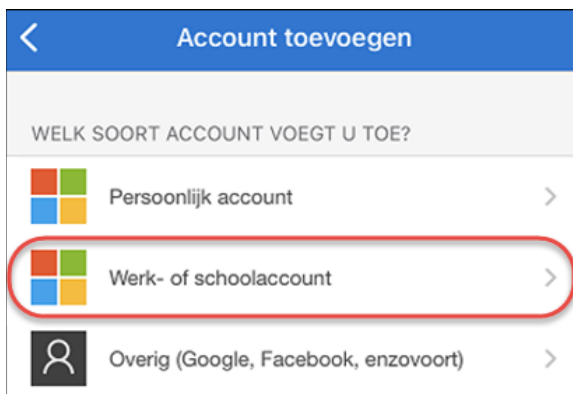 Account toevoegen
WELK SOORT ACCOUNT VOEGT U TOE?
Persoonlijk account
Werk- of schoolaccount
Overig (Google, Facebook, enzovoort)